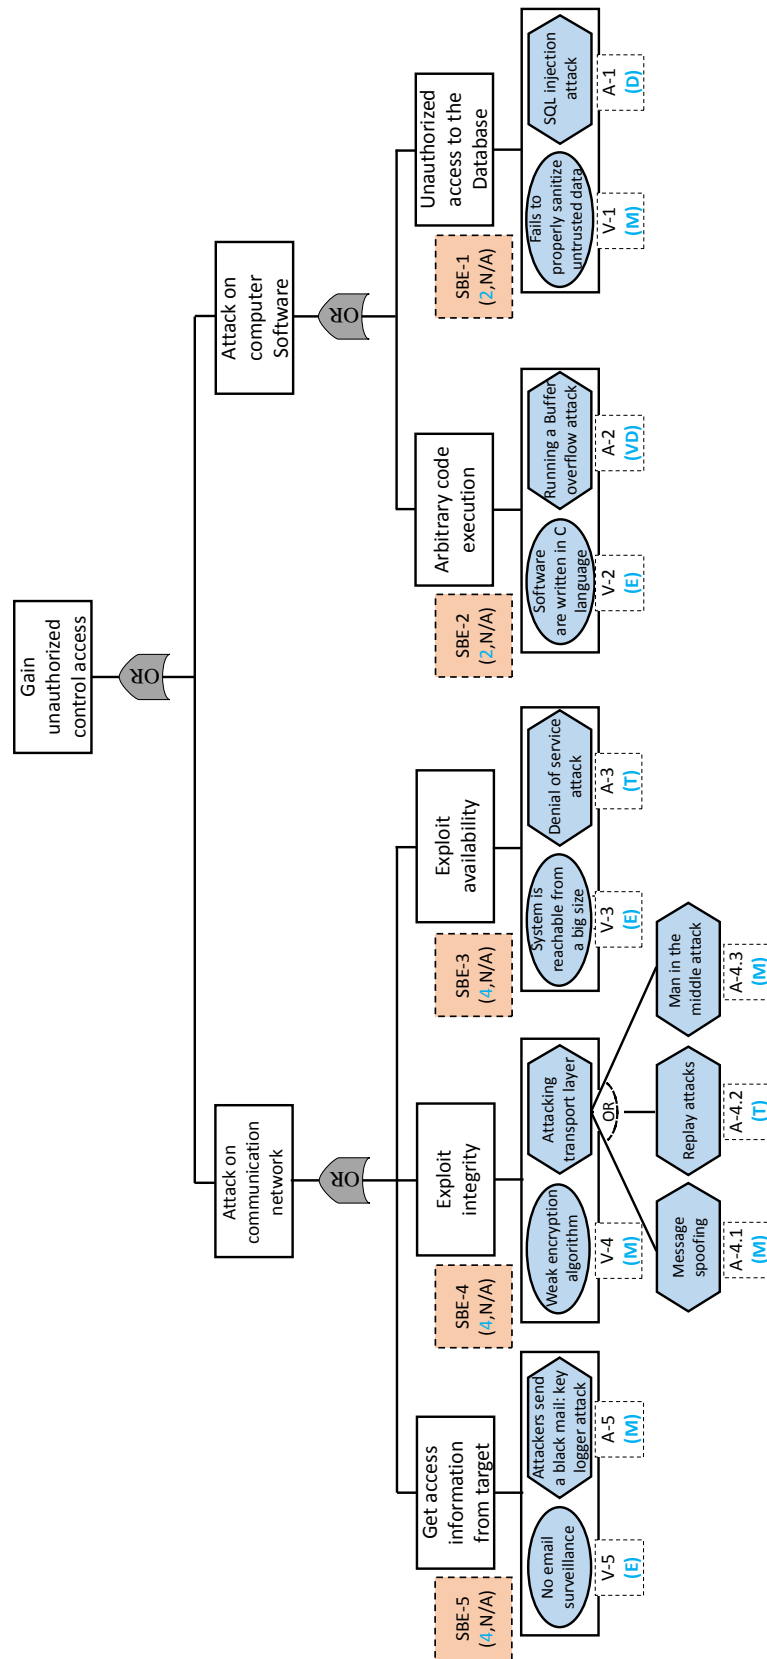 Gain
unauthorized
control access
OR
Attack on
communication
network
OR
Attack on
computer
Software
OR
Get access
information
from target
SBE-5
(4,N/A)
No email
surveillance
V-5
(E)
Attackers send
a black mail: key
logger attack
A-5
(M)
Exploit
integrity
SBE-4
(4,N/A)
Weak encryption
algorithm
V-4
(M)
Attacking
transport layer
OR
Message
spoofing
A-4.1
(M)
Replay attacks
A-4.2
(T)
Man in the
middle attack
A-4.3
(M)
Exploit
availability
SBE-3
(4,N/A)
System is
reachable from
a big size
V-3
(E)
Denial of service
attack
A-3
(T)
Arbitrary code
execution
SBE-2
(2,N/A)
Software
are written in C
language
V-2
(E)
Running a Buffer
overflow attack
A-2
(VD)
Unauthorized
access to the
Database
SBE-1
(2,N/A)
Fails to
properly sanitize
untrusted data
V-1
(M)
SQL injection
attack
A-1
(D)